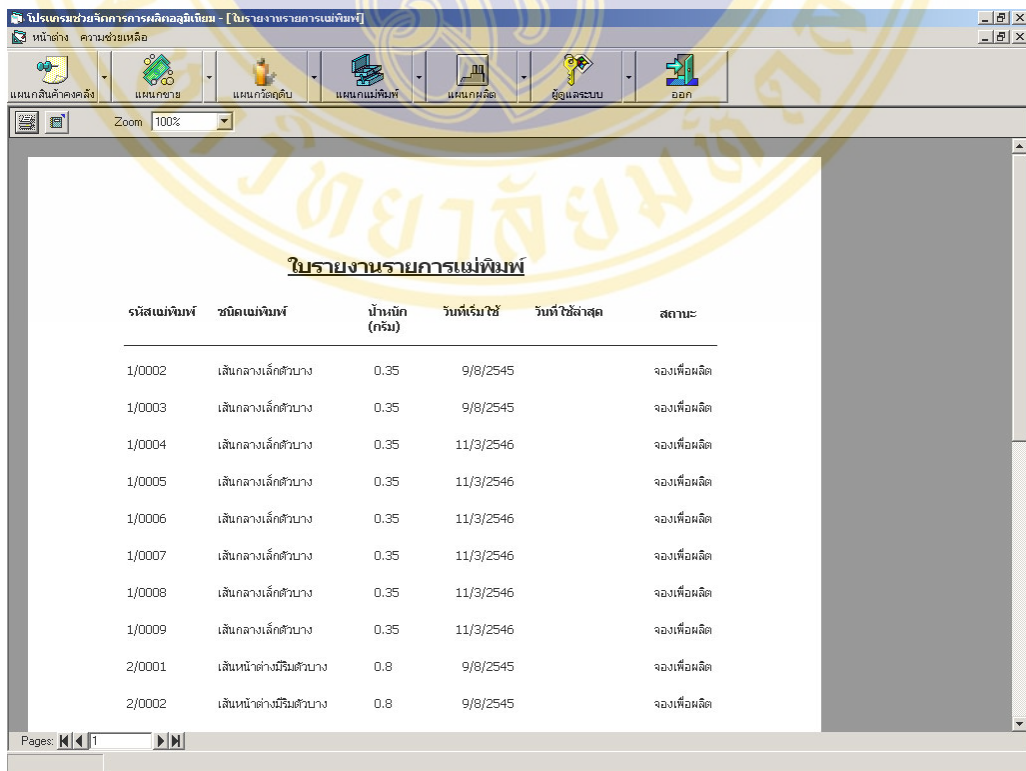 โปรแกรมช่วยจัดการการผลิตอลูมิเนียม - [ใบรายงานรายการแม่พิมพ์]
หน้าต่าง ความช่วยเหลือ
แผนกสินค้าคงคลัง แผนกขาย แผนกวัตถุดิบ แผนกแม่พิมพ์ แผนกผลิต ผู้ดูแลระบบ ออก
Zoom 100%
วิทยาลัยมหิดล
ใบรายงานรายการแม่พิมพ์
รหัสแม่พิมพ์ ชนิดแม่พิมพ์ น้ำหนัก วันที่เริ่มใช้ วันที่ใช้ล่าสุด สถานะ
(กรัม)
1/0002 เส้นกลางเล็กตัวบาง 0.35 9/8/2545 จองเพื่อผลิต
1/0003 เส้นกลางเล็กตัวบาง 0.35 9/8/2545 จองเพื่อผลิต
1/0004 เส้นกลางเล็กตัวบาง 0.35 11/3/2546 จองเพื่อผลิต
1/0005 เส้นกลางเล็กตัวบาง 0.35 11/3/2546 จองเพื่อผลิต
1/0006 เส้นกลางเล็กตัวบาง 0.35 11/3/2546 จองเพื่อผลิต
1/0007 เส้นกลางเล็กตัวบาง 0.35 11/3/2546 จองเพื่อผลิต
1/0008 เส้นกลางเล็กตัวบาง 0.35 11/3/2546 จองเพื่อผลิต
1/0009 เส้นกลางเล็กตัวบาง 0.35 11/3/2546 จองเพื่อผลิต
2/0001 เส้นหน้าต่างมีริมตัวบาง 0.8 9/8/2545 จองเพื่อผลิต
2/0002 เส้นหน้าต่างมีริมตัวบาง 0.8 9/8/2545 จองเพื่อผลิต
Pages: 1